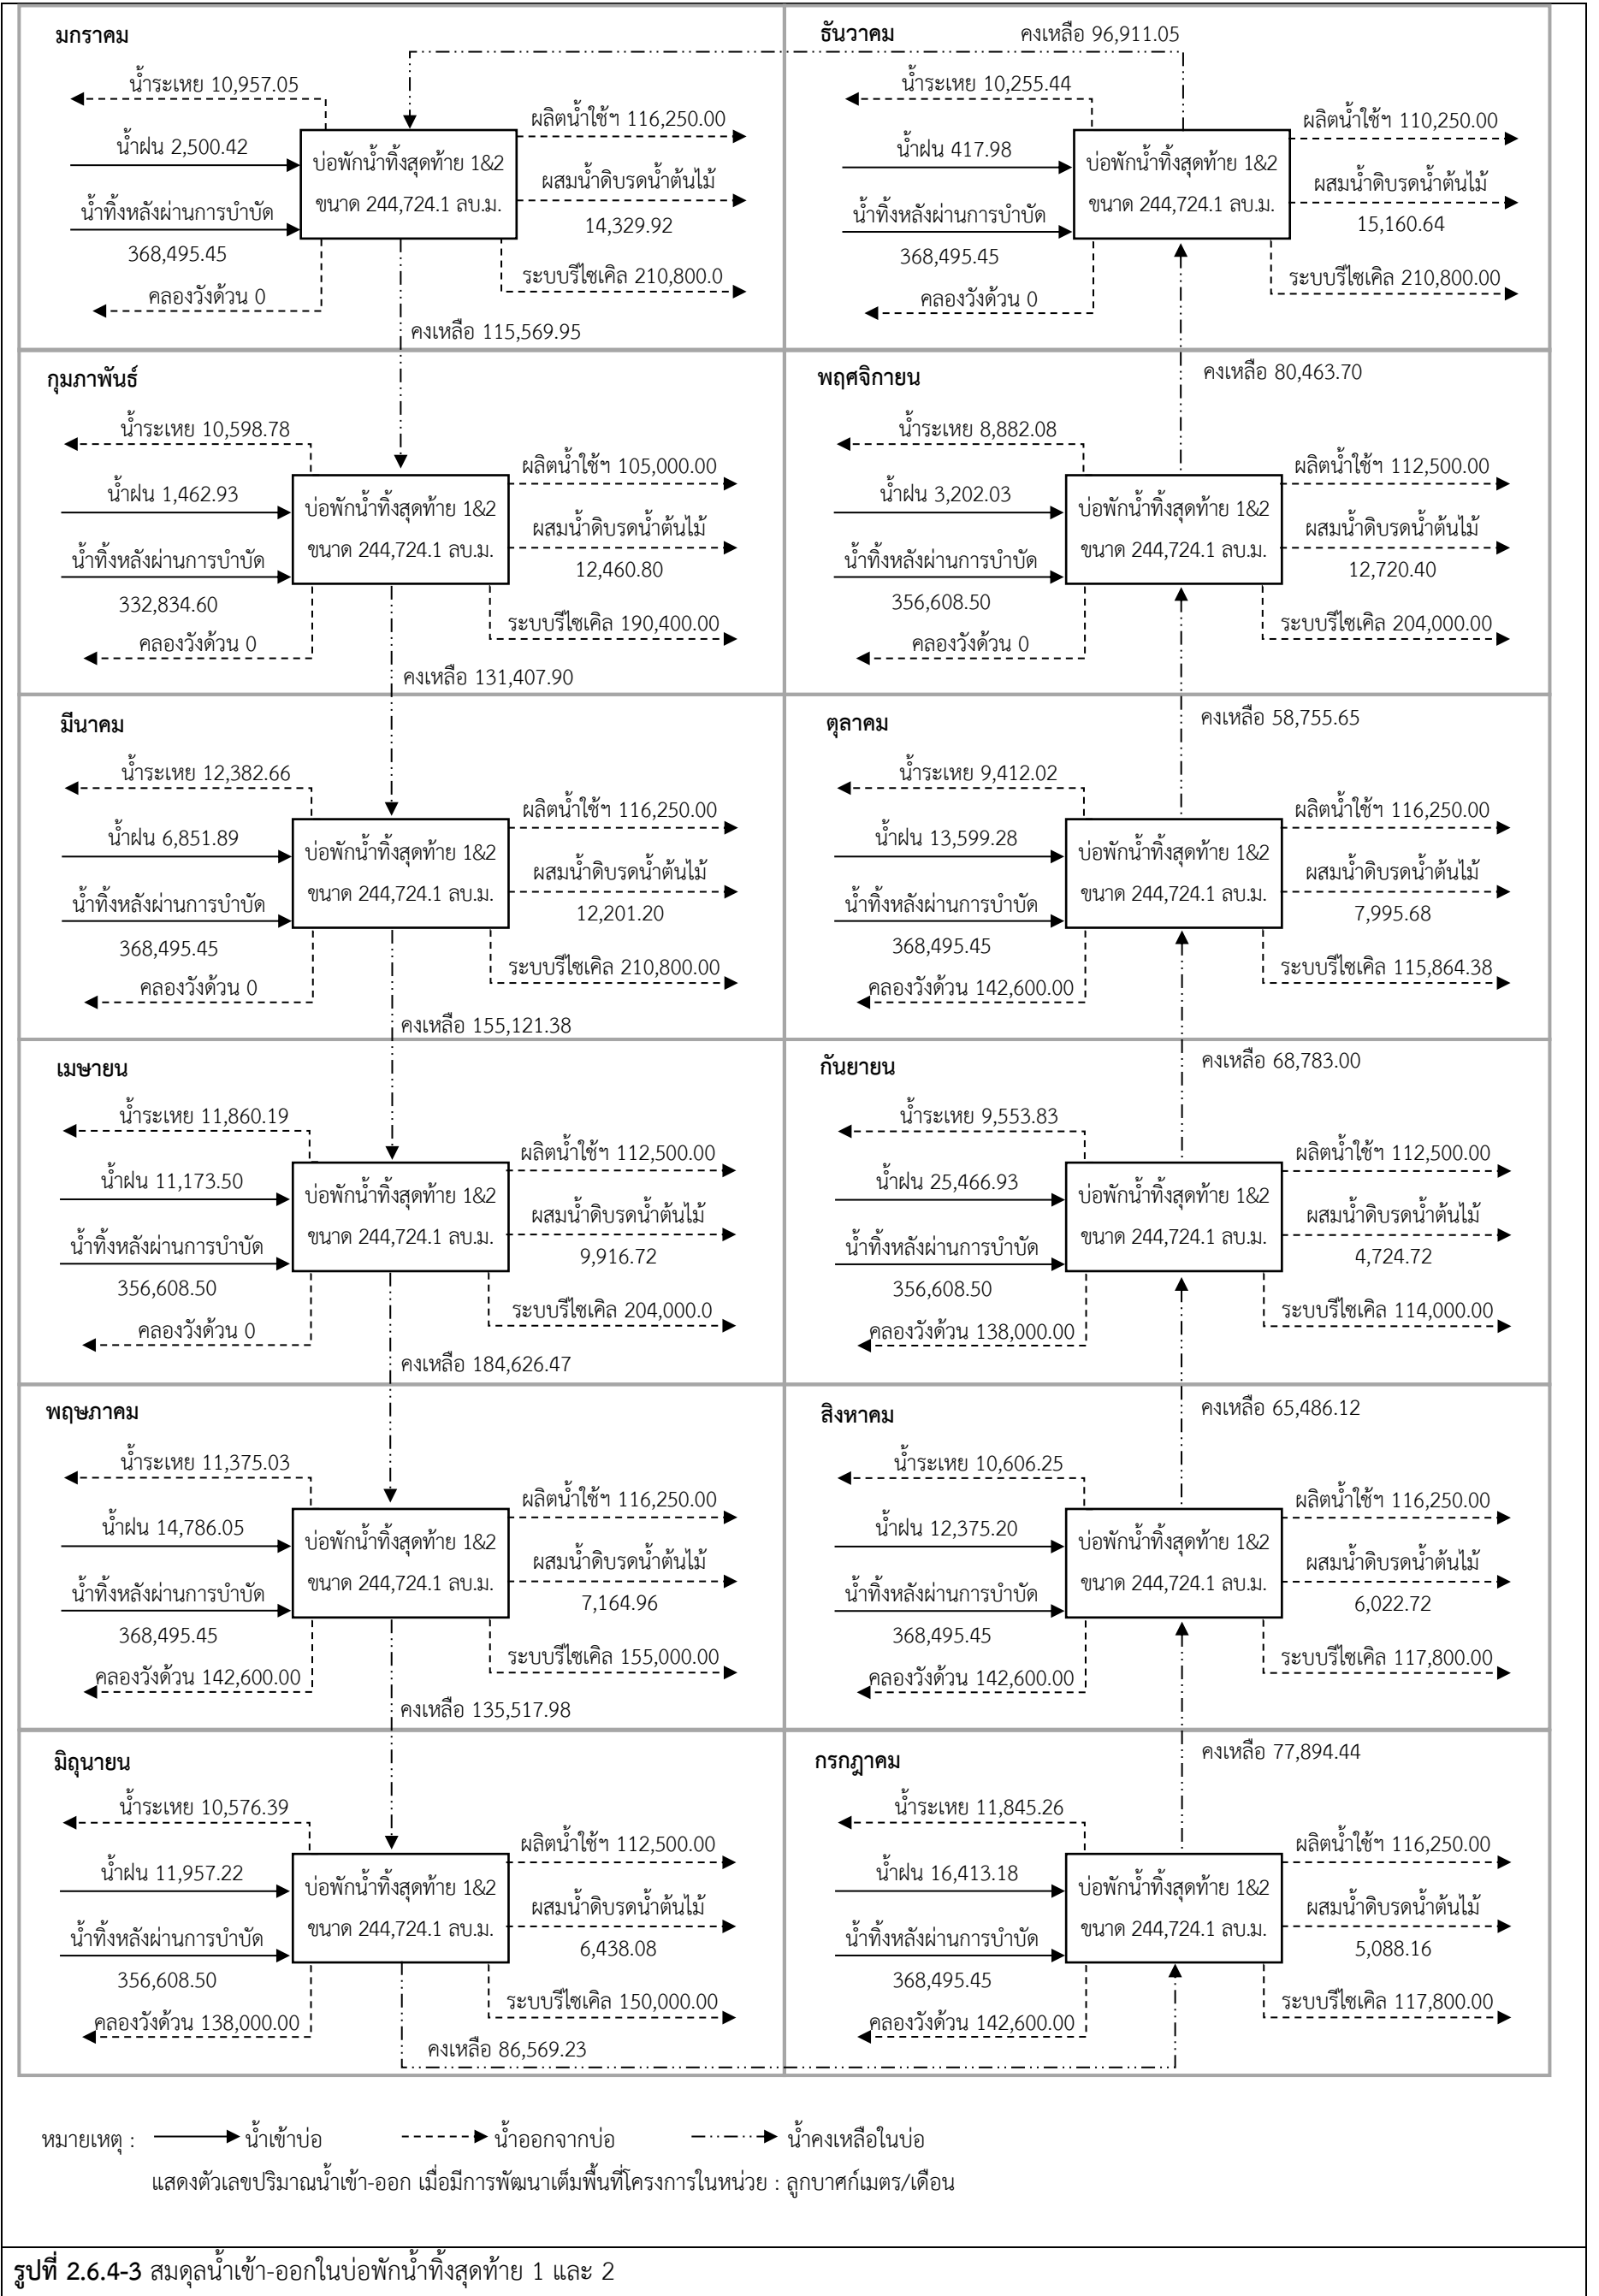 มกราคม
น้ำระเหย 10,957.05
น้ำฝน 2,500.42
น้ำทิ้งหลังผ่านการบำบัด
368,495.45
คลองวังด้วน 0
บ่อพักน้ำทิ้งสุดท้าย 1&2
ขนาด 244,724.1 ลบ.ม.
ผลิตน้ำใช้ฯ 116,250.00
ผสมน้ำดิบรดน้ำต้นไม้
14,329.92
ระบบรีไซเคิล 210,800.0
คงเหลือ 115,569.95
กุมภาพันธ์
น้ำระเหย 10,598.78
น้ำฝน 1,462.93
น้ำทิ้งหลังผ่านการบำบัด
332,834.60
คลองวังด้วน 0
บ่อพักน้ำทิ้งสุดท้าย 1&2
ขนาด 244,724.1 ลบ.ม.
ผลิตน้ำใช้ฯ 105,000.00
ผสมน้ำดิบรดน้ำต้นไม้
12,460.80
ระบบรีไซเคิล 190,400.00
คงเหลือ 131,407.90
มีนาคม
น้ำระเหย 12,382.66
น้ำฝน 6,851.89
น้ำทิ้งหลังผ่านการบำบัด
368,495.45
คลองวังด้วน 0
บ่อพักน้ำทิ้งสุดท้าย 1&2
ขนาด 244,724.1 ลบ.ม.
ผลิตน้ำใช้ฯ 116,250.00
ผสมน้ำดิบรดน้ำต้นไม้
12,201.20
ระบบรีไซเคิล 210,800.00
คงเหลือ 155,121.38
เมษายน
น้ำระเหย 11,860.19
น้ำฝน 11,173.50
น้ำทิ้งหลังผ่านการบำบัด
356,608.50
คลองวังด้วน 0
บ่อพักน้ำทิ้งสุดท้าย 1&2
ขนาด 244,724.1 ลบ.ม.
ผลิตน้ำใช้ฯ 112,500.00
ผสมน้ำดิบรดน้ำต้นไม้
9,916.72
ระบบรีไซเคิล 204,000.0
คงเหลือ 184,626.47
พฤษภาคม
น้ำระเหย 11,375.03
น้ำฝน 14,786.05
น้ำทิ้งหลังผ่านการบำบัด
368,495.45
คลองวังด้วน 142,600.00
บ่อพักน้ำทิ้งสุดท้าย 1&2
ขนาด 244,724.1 ลบ.ม.
ผลิตน้ำใช้ฯ 116,250.00
ผสมน้ำดิบรดน้ำต้นไม้
7,164.96
ระบบรีไซเคิล 155,000.00
คงเหลือ 135,517.98
มิถุนายน
น้ำระเหย 10,576.39
น้ำฝน 11,957.22
น้ำทิ้งหลังผ่านการบำบัด
356,608.50
คลองวังด้วน 138,000.00
บ่อพักน้ำทิ้งสุดท้าย 1&2
ขนาด 244,724.1 ลบ.ม.
ผลิตน้ำใช้ฯ 112,500.00
ผสมน้ำดิบรดน้ำต้นไม้
6,438.08
ระบบรีไซเคิล 150,000.00
คงเหลือ 86,569.23
ธันวาคม
คงเหลือ 96,911.05
น้ำระเหย 10,255.44
น้ำฝน 417.98
น้ำทิ้งหลังผ่านการบำบัด
368,495.45
คลองวังด้วน 0
บ่อพักน้ำทิ้งสุดท้าย 1&2
ขนาด 244,724.1 ลบ.ม.
ผลิตน้ำใช้ฯ 110,250.00
ผสมน้ำดิบรดน้ำต้นไม้
15,160.64
ระบบรีไซเคิล 210,800.00
พฤศจิกายน
คงเหลือ 80,463.70
น้ำระเหย 8,882.08
น้ำฝน 3,202.03
น้ำทิ้งหลังผ่านการบำบัด
356,608.50
คลองวังด้วน 0
บ่อพักน้ำทิ้งสุดท้าย 1&2
ขนาด 244,724.1 ลบ.ม.
ผลิตน้ำใช้ฯ 112,500.00
ผสมน้ำดิบรดน้ำต้นไม้
12,720.40
ระบบรีไซเคิล 204,000.00
ตุลาคม
คงเหลือ 58,755.65
น้ำระเหย 9,412.02
น้ำฝน 13,599.28
น้ำทิ้งหลังผ่านการบำบัด
368,495.45
คลองวังด้วน 142,600.00
บ่อพักน้ำทิ้งสุดท้าย 1&2
ขนาด 244,724.1 ลบ.ม.
ผลิตน้ำใช้ฯ 116,250.00
ผสมน้ำดิบรดน้ำต้นไม้
7,995.68
ระบบรีไซเคิล 115,864.38
กันยายน
คงเหลือ 68,783.00
น้ำระเหย 9,553.83
น้ำฝน 25,466.93
น้ำทิ้งหลังผ่านการบำบัด
356,608.50
คลองวังด้วน 138,000.00
บ่อพักน้ำทิ้งสุดท้าย 1&2
ขนาด 244,724.1 ลบ.ม.
ผลิตน้ำใช้ฯ 112,500.00
ผสมน้ำดิบรดน้ำต้นไม้
4,724.72
ระบบรีไซเคิล 114,000.00
สิงหาคม
คงเหลือ 65,486.12
น้ำระเหย 10,606.25
น้ำฝน 12,375.20
น้ำทิ้งหลังผ่านการบำบัด
368,495.45
คลองวังด้วน 142,600.00
บ่อพักน้ำทิ้งสุดท้าย 1&2
ขนาด 244,724.1 ลบ.ม.
ผลิตน้ำใช้ฯ 116,250.00
ผสมน้ำดิบรดน้ำต้นไม้
6,022.72
ระบบรีไซเคิล 117,800.00
กรกฎาคม
คงเหลือ 77,894.44
น้ำระเหย 11,845.26
น้ำฝน 16,413.18
น้ำทิ้งหลังผ่านการบำบัด
368,495.45
คลองวังด้วน 142,600.00
บ่อพักน้ำทิ้งสุดท้าย 1&2
ขนาด 244,724.1 ลบ.ม.
ผลิตน้ำใช้ฯ 116,250.00
ผสมน้ำดิบรดน้ำต้นไม้
5,088.16
ระบบรีไซเคิล 117,800.00
หมายเหตุ : น้ำเข้าบ่อ น้ำออกจากบ่อ น้ำคงเหลือในบ่อ
แสดงตัวเลขปริมาณน้ำเข้า-ออก เมื่อมีการพัฒนาเต็มพื้นที่โครงการในหน่วย : ลูกบาศก์เมตร/เดือน
รูปที่ 2.6.4-3 สมดุลน้ำเข้า-ออกในบ่อพักน้ำทิ้งสุดท้าย 1 และ 2